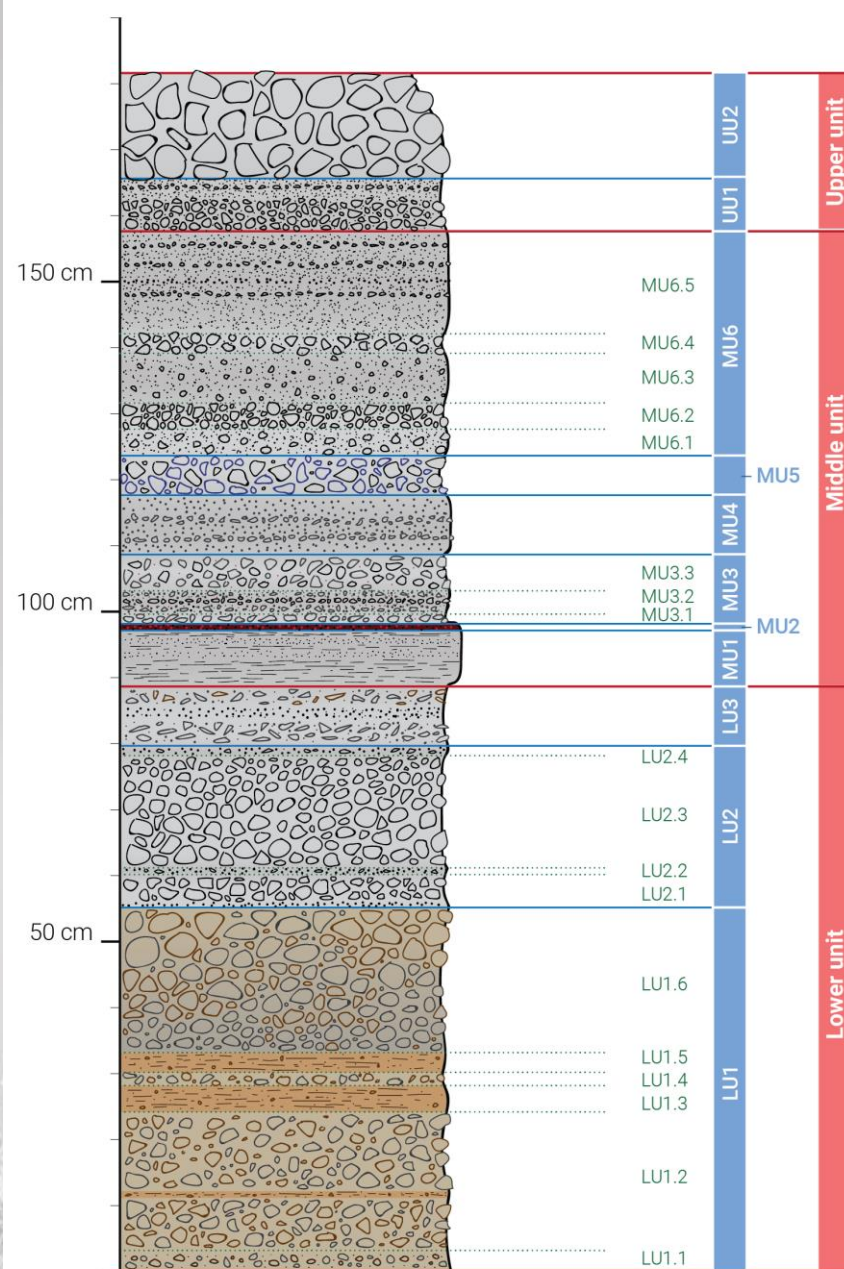 UU2
Upper unit
UU1
150 cm
MU6.5
MU6
MU6.4
MU6.3
MU6.2
MU6.1
Middle unit
MU5
MU4
MU3.3
MU3
MU3.2
100 cm
MU3.1
MU2
MU1
LU3
LU2.4
LU2.3
LU2
LU2.2
LU2.1
50 cm
LU1.6
Lower unit
LU1.5
LU1.4
LU1
LU1.3
LU1.2
LU1.1